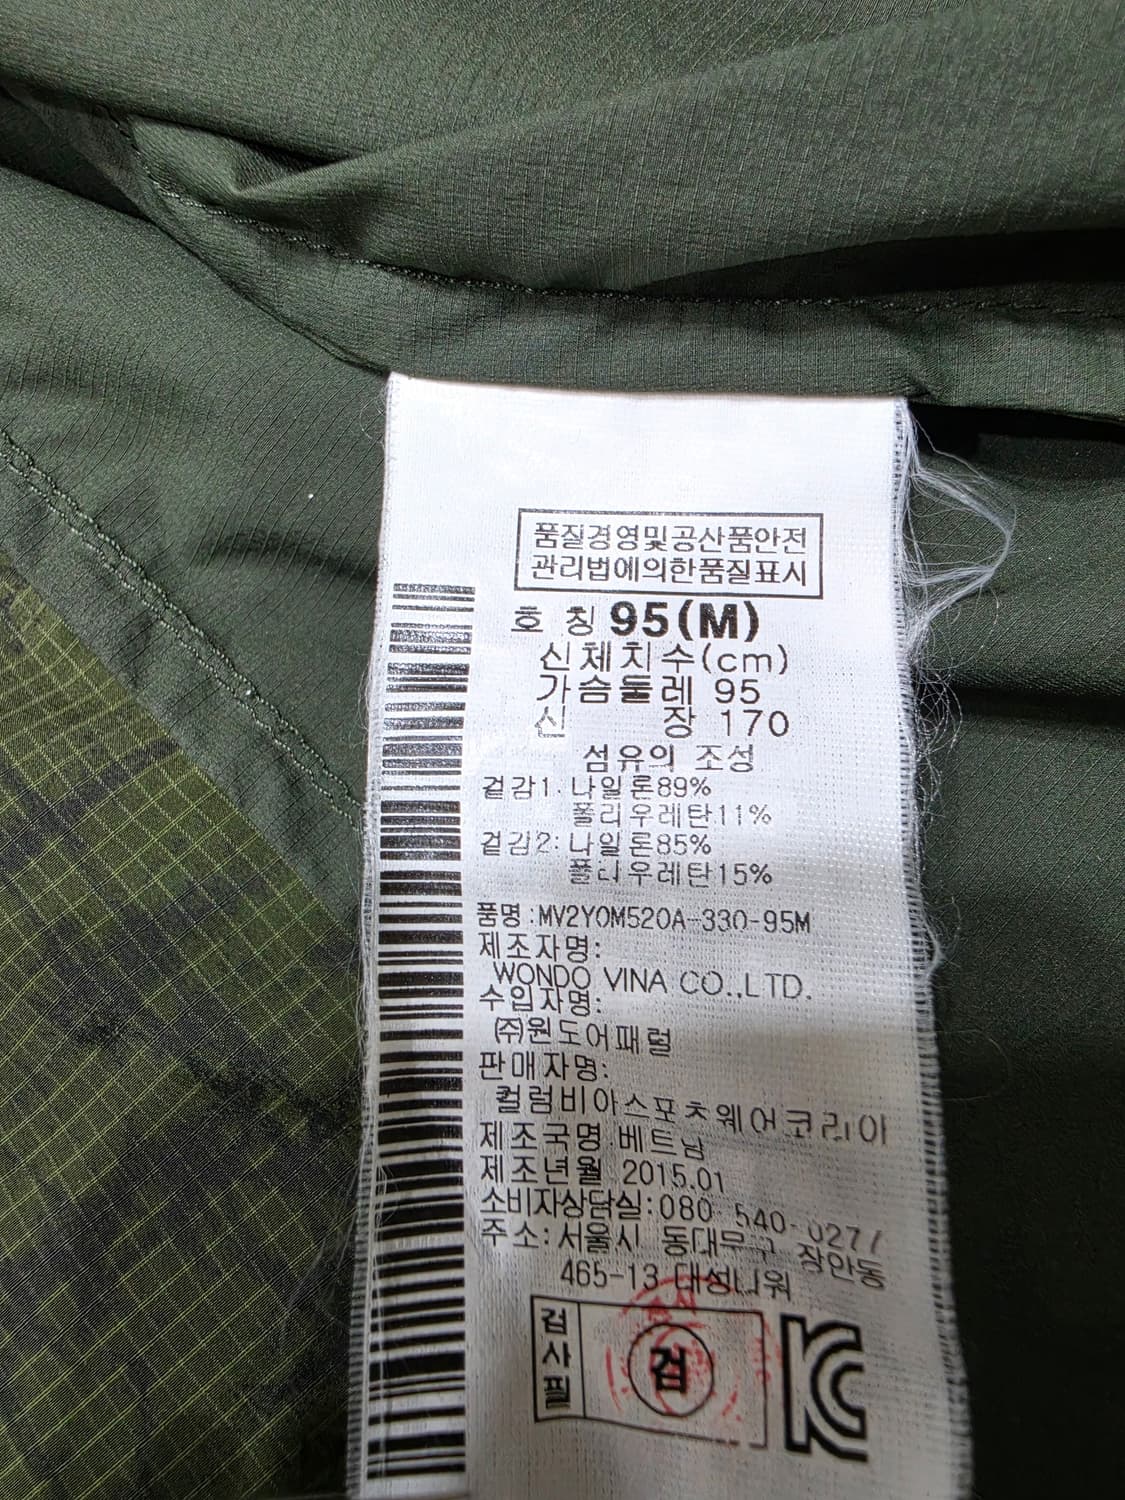 품질경영및공산품안전
관리법에의한품질표시
호 칭 95(M)
신체치수(cm)
가슴둘레 95
신 장 170
섬유의 조성
겉감1: 나일론89%
폴리우레탄11%
겉감2: 나일론85%
폴리우레탄15%
품명:MV2YOM520A-330-95M
제조자명:
WONDO VINA CO.,LTD.
수입자명:
㈜원도어패럴
판매자명:
컬럼비아스포츠웨어코리아
제조국명 베트남
제조년월 2015.01
소비자상담실:080 540-0277
주소:서울시 동대문구 장안동
465-13 대성타워
검사필
검